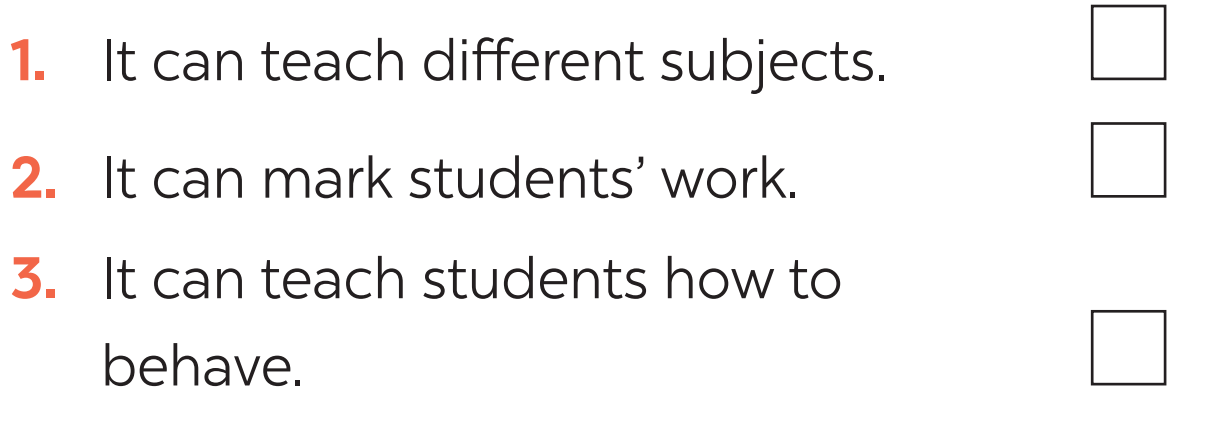 1. It can teach different subjects.
2. It can mark students’ work.
3. It can teach students how to
behave.